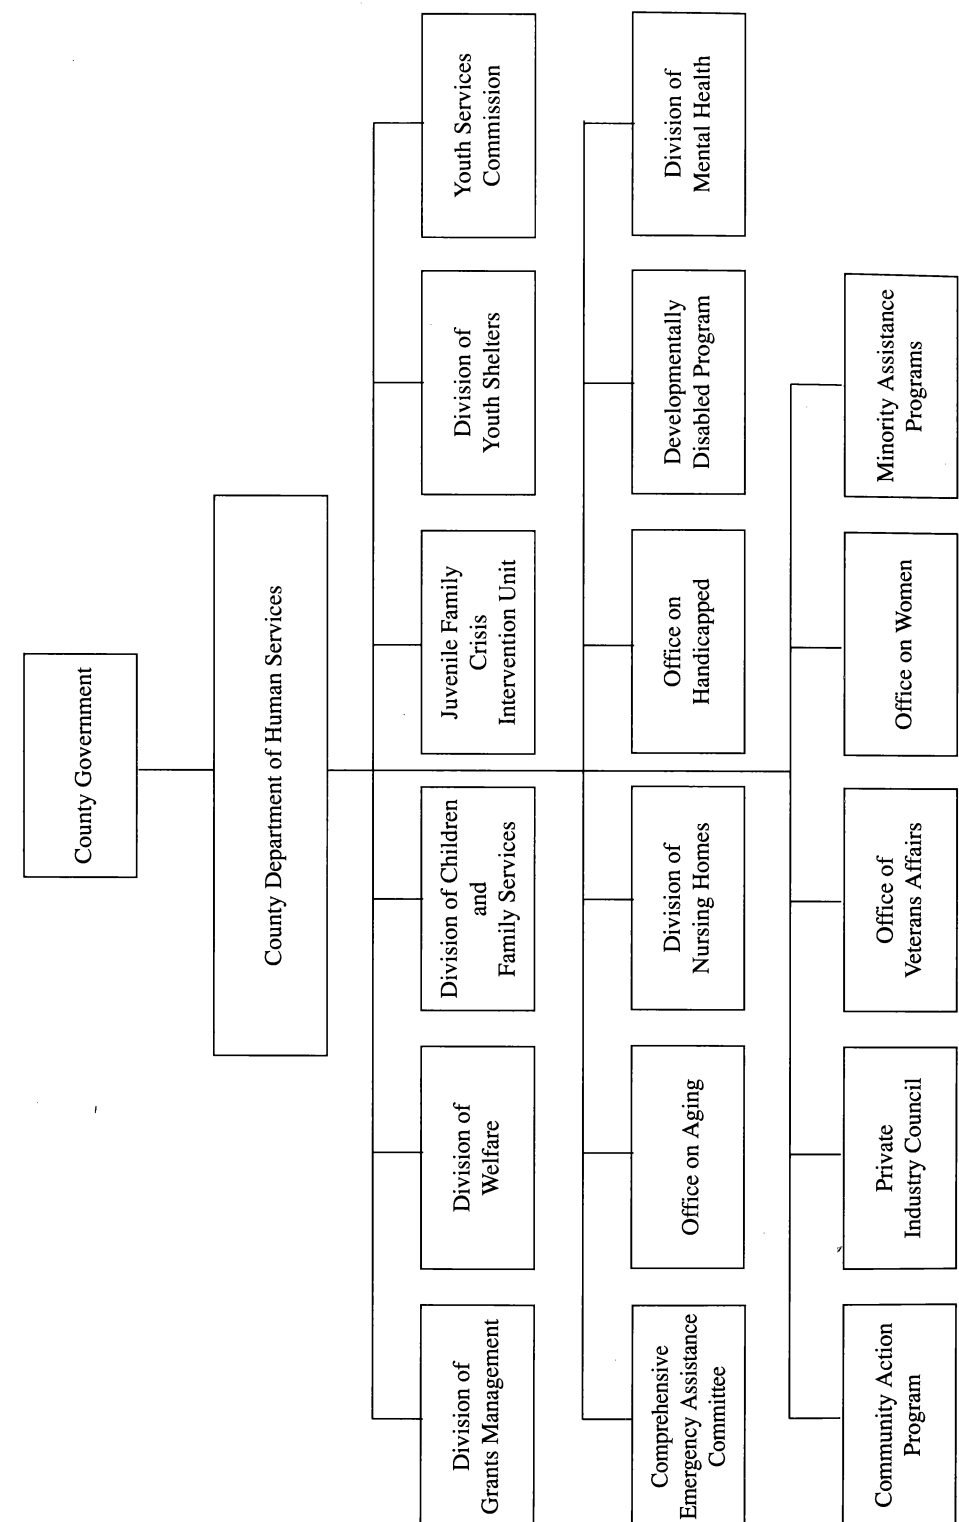 County Government
County Department of Human Services
Division of
Grants Management
Division of
Welfare
Division of Children
and
Family Services
Juvenile Family
Crisis
Intervention Unit
Division of
Youth Shelters
Youth Services
Commission
Comprehensive
Emergency Assistance
Committee
Office on Aging
Division of
Nursing Homes
Office on
Handicapped
Developmentally
Disabled Program
Division of
Mental Health
Community Action
Program
Private
Industry Council
Office of
Veterans Affairs
Office on Women
Minority Assistance
Programs